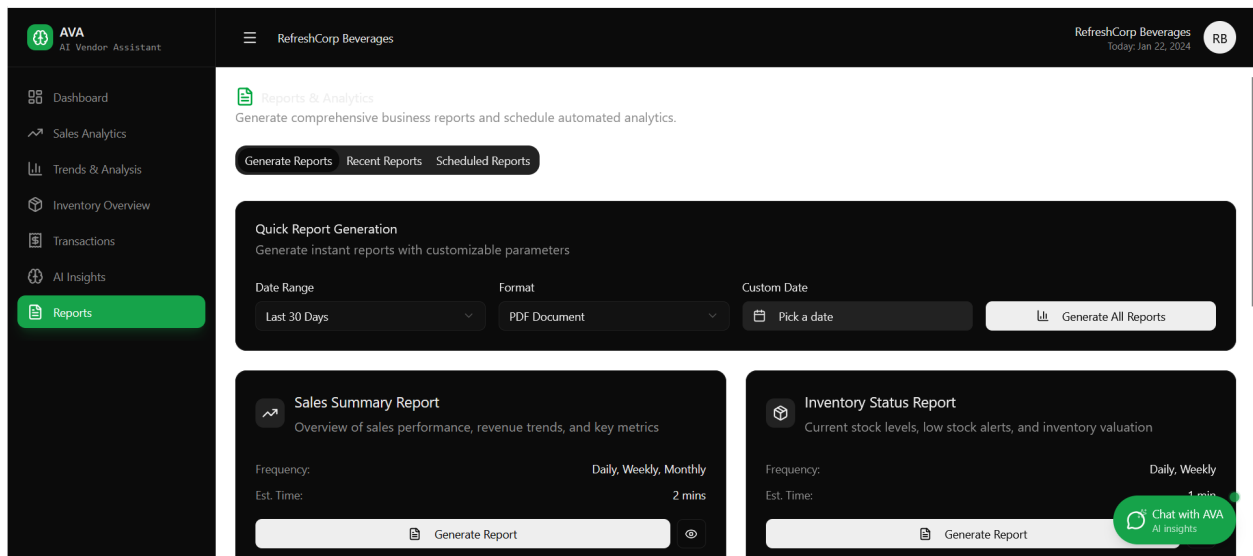 AVA
AI Vendor Assistant
RefreshCorp Beverages
RefreshCorp Beverages
Today: Jan 22, 2024
RB
Dashboard
Sales Analytics
Trends & Analysis
Inventory Overview
Transactions
AI Insights
Reports
Reports & Analytics
Generate comprehensive business reports and schedule automated analytics.
Generate Reports Recent Reports Scheduled Reports
Quick Report Generation
Generate instant reports with customizable parameters
Date Range Format Custom Date
Last 30 Days PDF Document Pick a date Generate All Reports
Sales Summary Report
Overview of sales performance, revenue trends, and key metrics
Frequency: Daily, Weekly, Monthly
Est. Time: 2 mins
Generate Report
Inventory Status Report
Current stock levels, low stock alerts, and inventory valuation
Frequency: Daily, Weekly
Est. Time: 1 min
Generate Report
Chat with AVA
AI insights